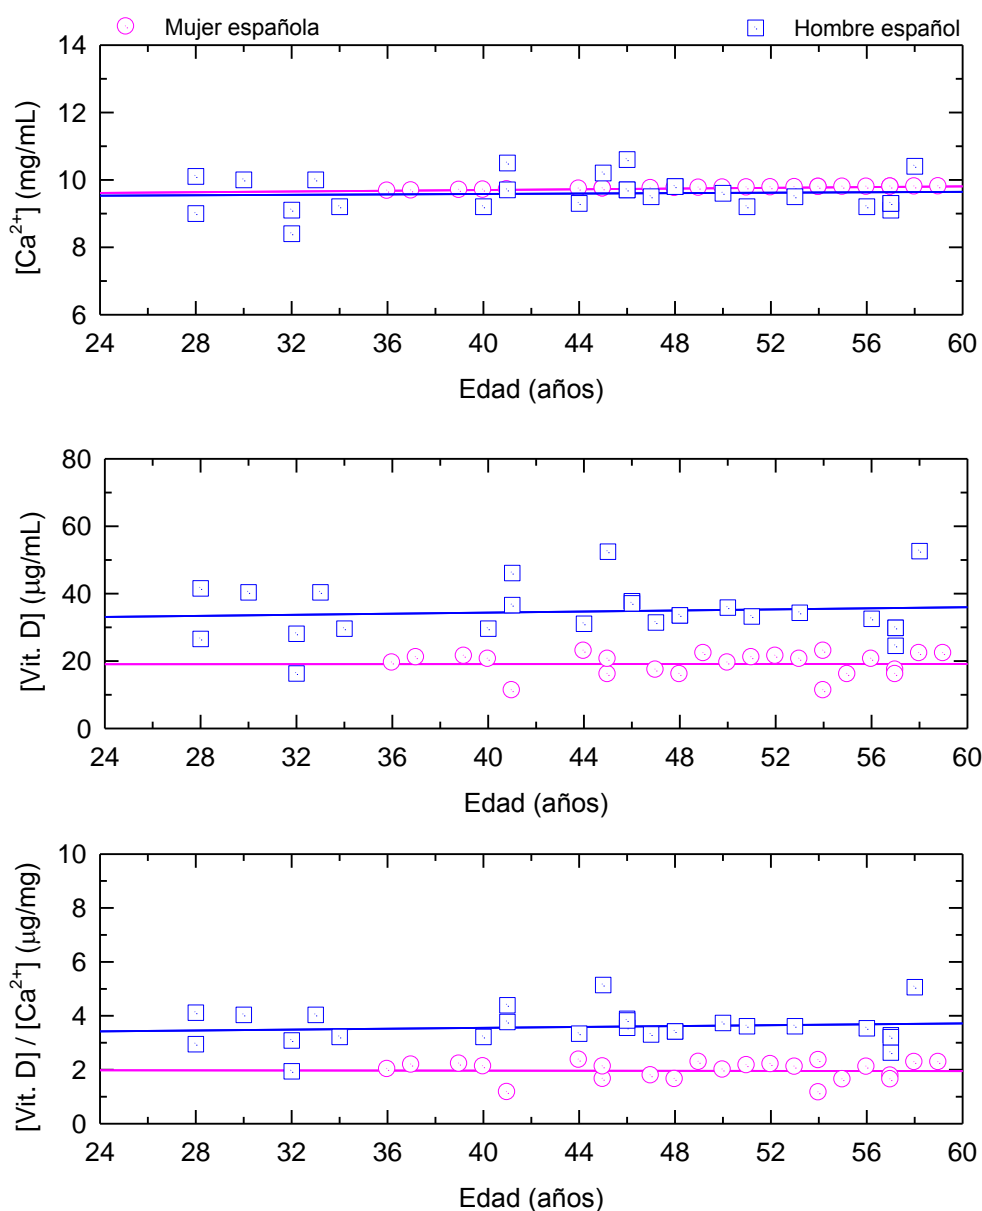 Mujer española Hombre español
14
12
10
8
6
[Ca²⁺] (mg/mL)
24 28 32 36 40 44 48 52 56 60
Edad (años)
80
60
40
20
0
[Vit. D] (μg/mL)
24 28 32 36 40 44 48 52 56 60
Edad (años)
10
8
6
4
2
0
[Vit. D] / [Ca²⁺] (μg/mg)
24 28 32 36 40 44 48 52 56 60
Edad (años)